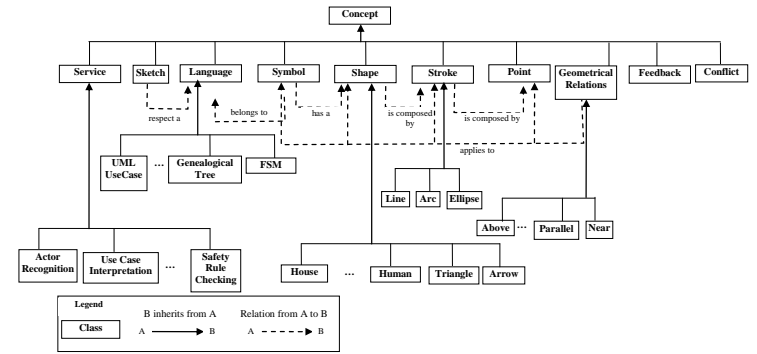 Concept
Service
Sketch
Language
Symbol
Shape
Stroke
Point
Geometrical
Relations
Feedback
Conflict
respect a
belongs to
has a
is composed
by
is composed by
applies to
UML
UseCase
...
Genealogical
Tree
FSM
Line
Arc
Ellipse
Above
...
Parallel
Near
Actor
Recognition
Use Case
Interpretation
...
Safety
Rule
Checking
House
...
Human
Triangle
Arrow
Legend
Class
B inherits from A
A
B
Relation from A to B
A
B